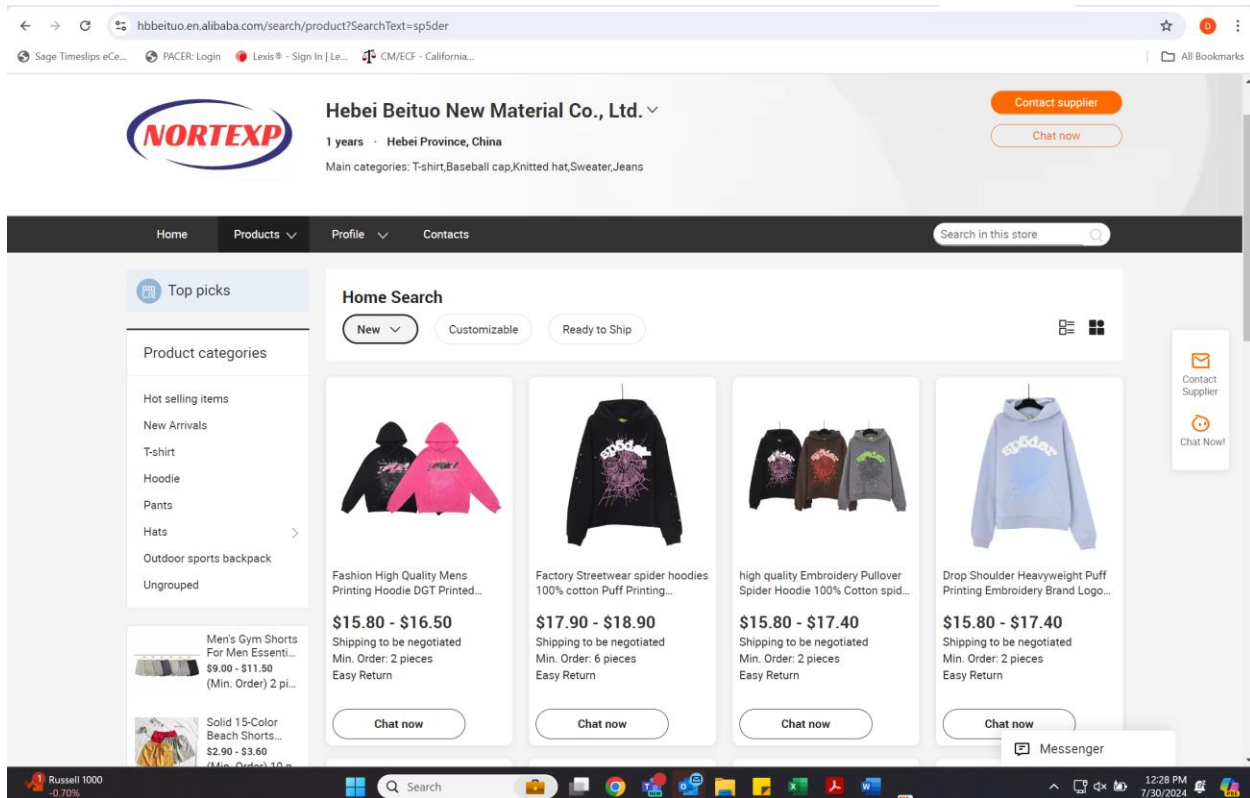 hbbeituo.en.alibaba.com/search/product?SearchText=sp5der
D
Sage Timeslips eCe...
PACER: Login
Lexis® - Sign In | Le...
CM/ECF - California...
All Bookmarks
NORTEXP
Hebei Beituo New Material Co., Ltd.
1 years · Hebei Province, China
Main categories: T-shirt,Baseball cap,Knitted hat,Sweater,Jeans
Contact supplier
Chat now
Home
Products
Profile
Contacts
Search in this store
Top picks
Product categories
Hot selling items
New Arrivals
T-shirt
Hoodie
Pants
Hats
Outdoor sports backpack
Ungrouped
Men's Gym Shorts
For Men Essenti...
$9.00 - $11.50
(Min. Order) 2 pi...
Solid 15-Color
Beach Shorts...
$2.90 - $3.60
(Min. Order) 10 p
Home Search
New
Customizable
Ready to Ship
Fashion High Quality Mens
Printing Hoodie DGT Printed...
$15.80 - $16.50
Shipping to be negotiated
Min. Order: 2 pieces
Easy Return
Chat now
sp5der
Factory Streetwear spider hoodies
100% cotton Puff Printing...
$17.90 - $18.90
Shipping to be negotiated
Min. Order: 6 pieces
Easy Return
Chat now
sp5der
high quality Embroidery Pullover
Spider Hoodie 100% Cotton spid...
$15.80 - $17.40
Shipping to be negotiated
Min. Order: 2 pieces
Easy Return
Chat now
sp5der
Drop Shoulder Heavyweight Puff
Printing Embroidery Brand Logo...
$15.80 - $17.40
Shipping to be negotiated
Min. Order: 2 pieces
Easy Return
Chat now
Contact
Supplier
Chat Now!
Messenger
1
Russell 1000
-0.70%
Search
12:28 PM
7/30/2024